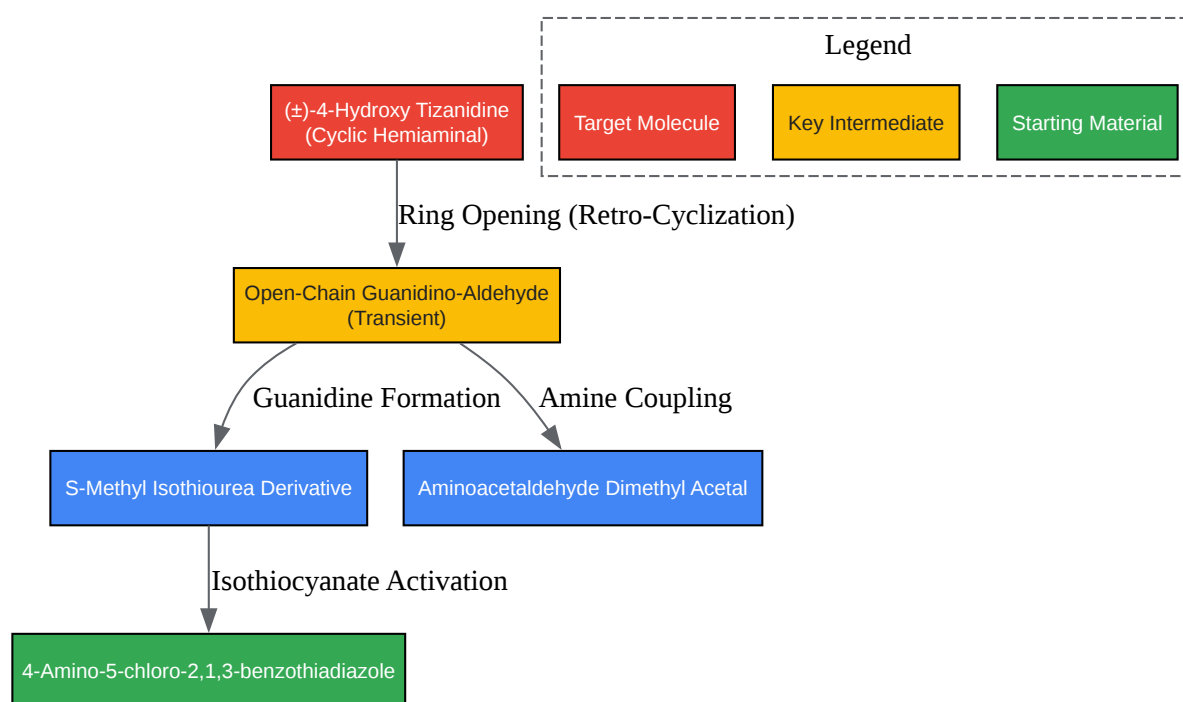 Legend
(±)-4-Hydroxy Tizanidine
(Cyclic Hemiaminal)
Target Molecule
Key Intermediate
Starting Material
Ring Opening (Retro-Cyclization)
Open-Chain Guanidino-Aldehyde
(Transient)
Guanidine Formation
Amine Coupling
S-Methyl Isothiourea Derivative
Aminoacetaldehyde Dimethyl Acetal
Isothiocyanate Activation
4-Amino-5-chloro-2,1,3-benzothiadiazole